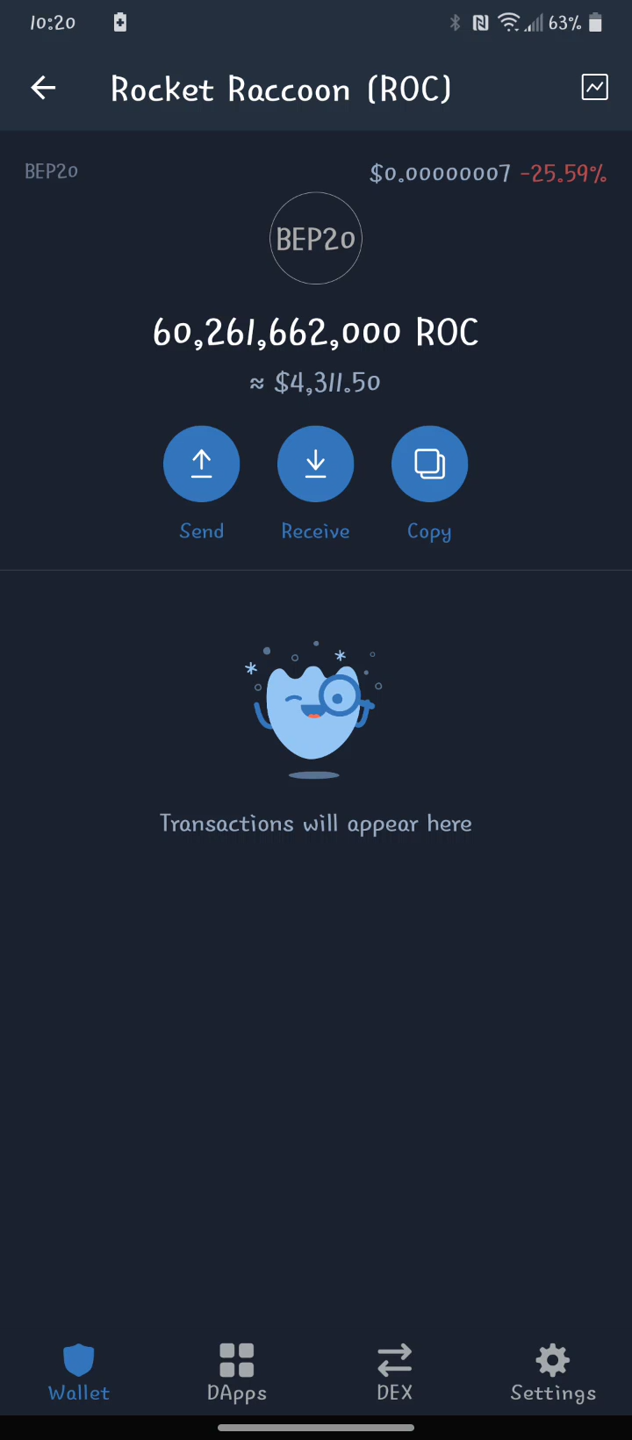 10:20 63%
Rocket Raccoon (ROC)
BEP20 $0.00000007 -25.59%
BEP20
60,261,662,000 ROC
≈ $4,311.50
Send Receive Copy
Transactions will appear here
Wallet DApps DEX Settings